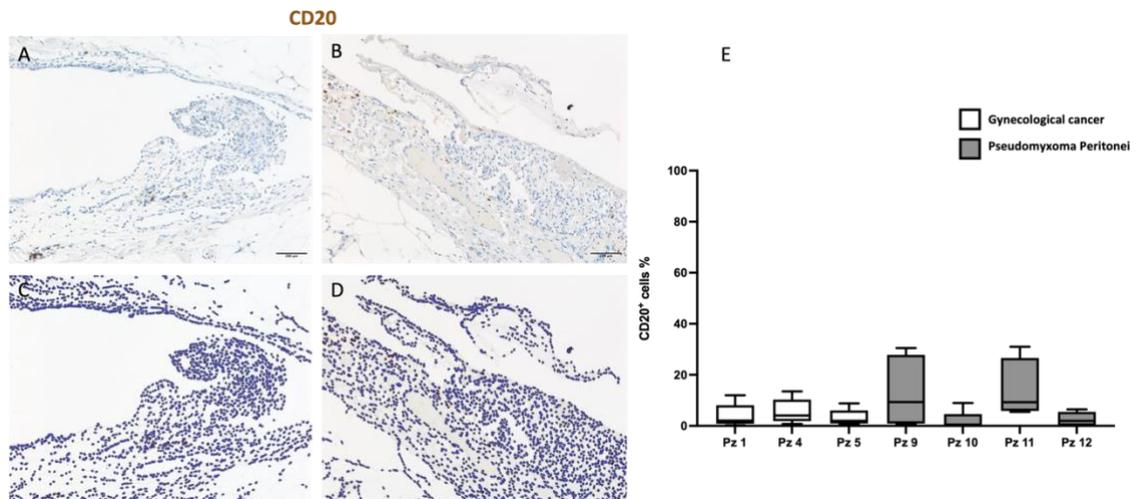 CD20
A
B
C
D
E
Gynecological cancer
Pseudomyxoma Peritonei
CD20⁺ cells %
100
80
60
40
20
0
Pz 1 Pz 4 Pz 5 Pz 9 Pz 10 Pz 11 Pz 12